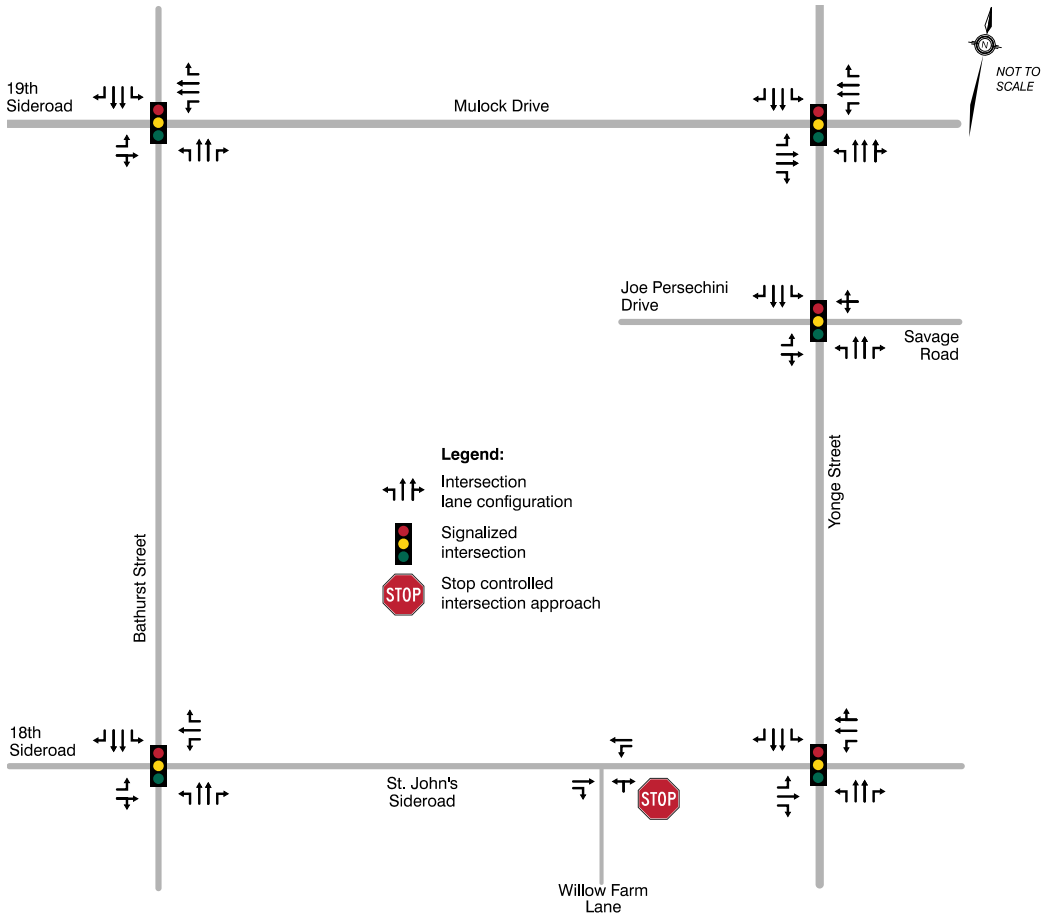 N
NOT TO
SCALE
19th
Sideroad
Mulock Drive
Joe Persechini
Drive
Savage
Road
Legend:
Intersection
lane configuration
Signalized
intersection
STOP
Stop controlled
intersection approach
Bathurst Street
Yonge Street
18th
Sideroad
St. John's
Sideroad
STOP
Willow Farm
Lane